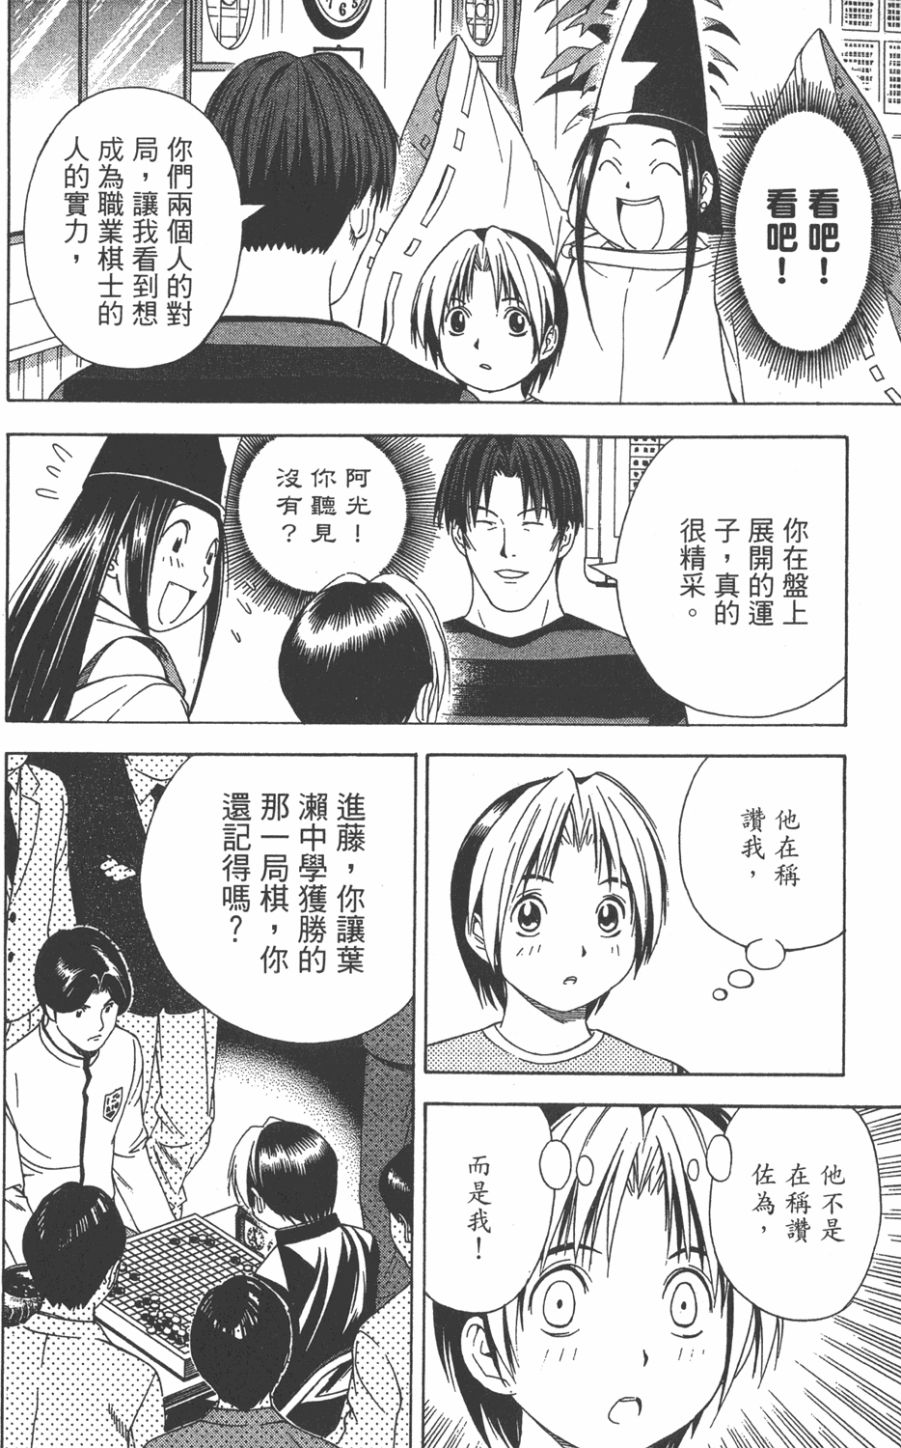 看吧！
看吧！
你們兩個人的對
局，讓我看到想
成為職業棋士的
人的實力，
你在盤上
展開的運
子，真的
很精采。
阿光！
你聽見
沒有？
他在稱
讚我，
他不是
在稱讚
佐為，
而是我！
進藤，你讓葉
瀨中學獲勝的
那一局棋，你
還記得嗎？